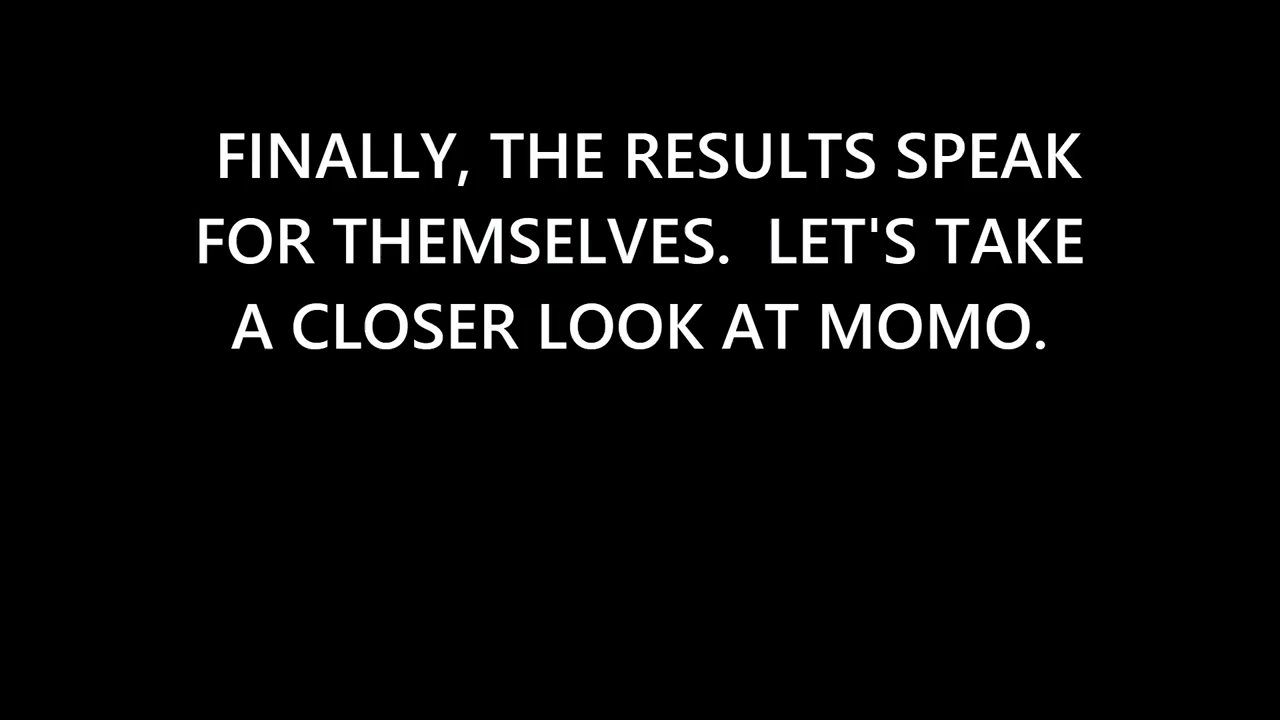 FINALLY, THE RESULTS SPEAK
FOR THEMSELVES.  LET'S TAKE
A CLOSER LOOK AT MOMO.